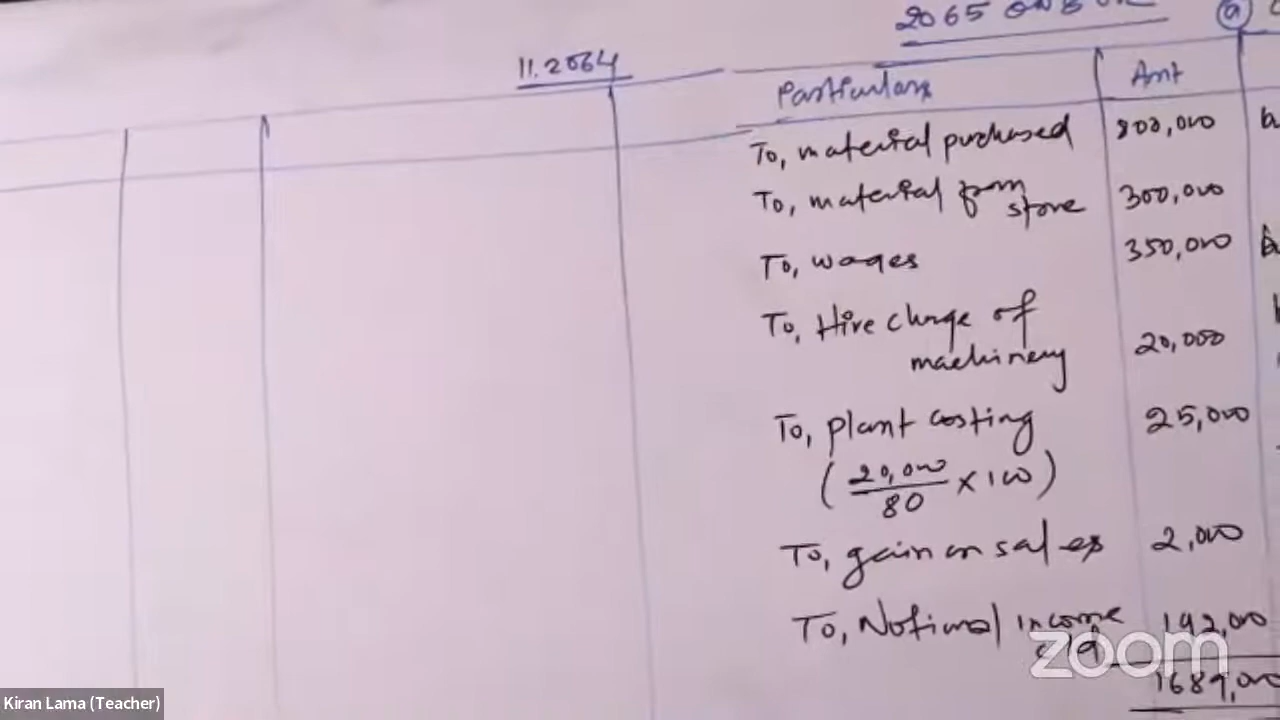 2065
a
11.2064
Particulars Amt
To, material purchased 800,000
To, material from store 300,000
To, wages 350,000
To, Hire charge of machinery 20,000
To, plant costing 25,000
(20,000/80 × 100)
To, gain on sales 2,000
To, Notional income c/d 192,000
1689,000
zoom
Kiran Lama (Teacher)